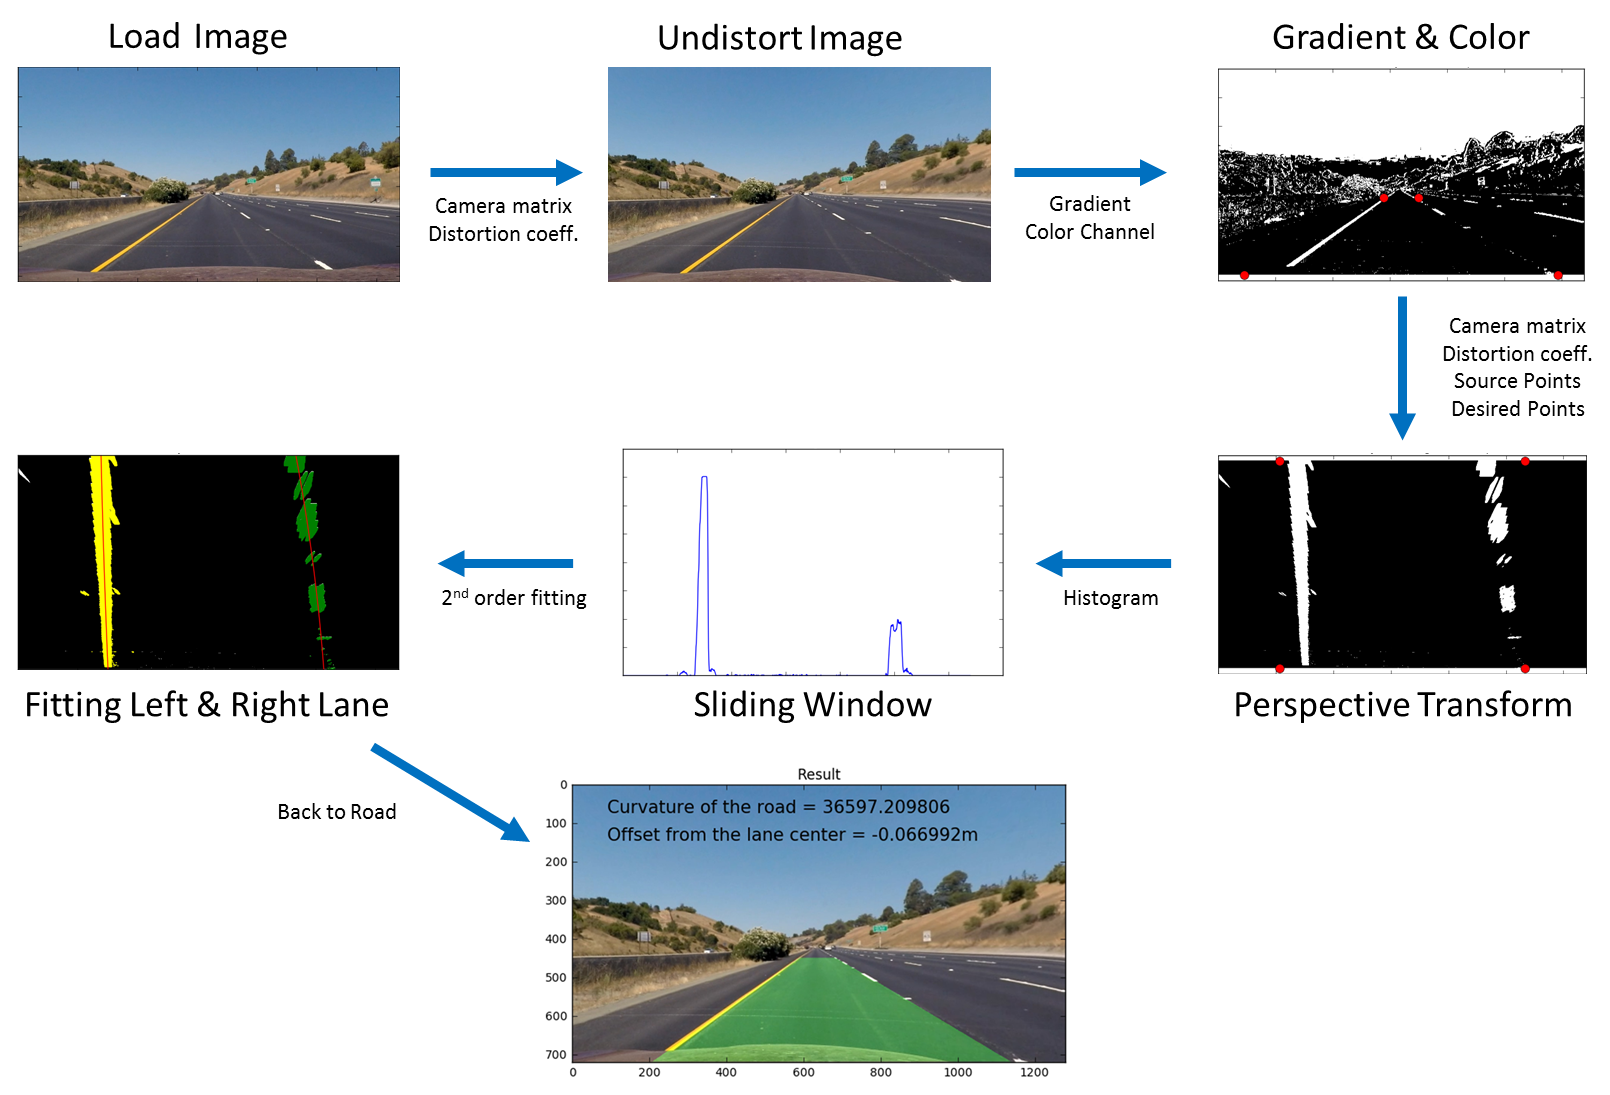 Load Image
Undistort Image
Gradient & Color
Camera matrix
Distortion coeff.
Gradient
Color Channel
Camera matrix
Distortion coeff.
Source Points
Desired Points
2nd order fitting
Histogram
Fitting Left & Right Lane
Sliding Window
Perspective Transform
Back to Road
Result
Curvature of the road = 36597.209806
Offset from the lane center = -0.066992m
0
100
200
300
400
500
600
700
0 200 400 600 800 1000 1200